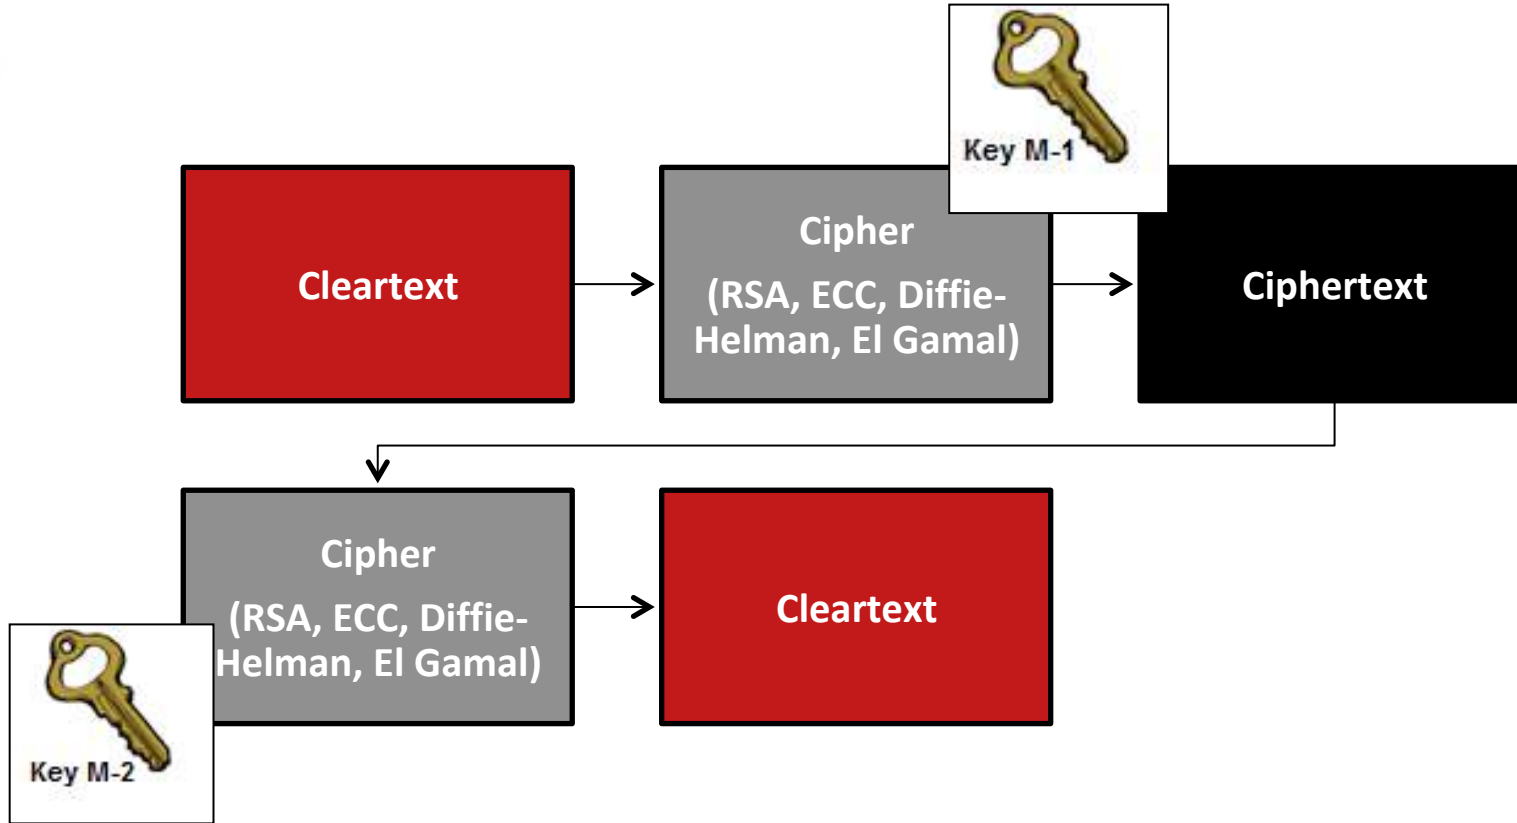 Key M-1
Cleartext
Cipher
(RSA, ECC, Diffie-
Helman, El Gamal)
Ciphertext
Cipher
(RSA, ECC, Diffie-
Helman, El Gamal)
Cleartext
Key M-2